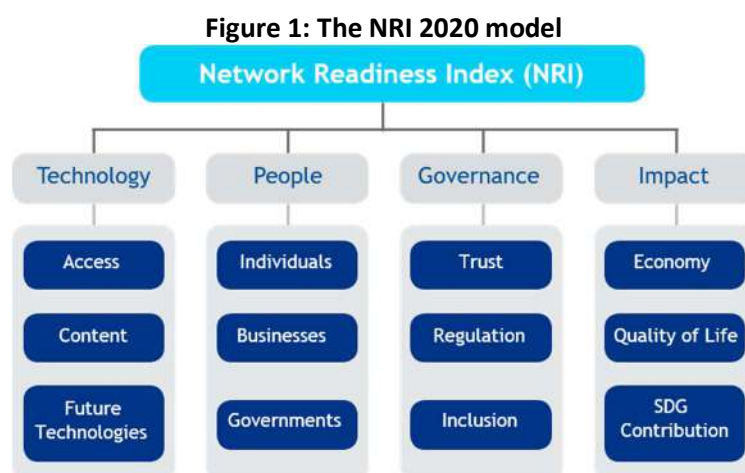 Figure 1: The NRI 2020 model
Network Readiness Index (NRI)
Technology
People
Governance
Impact
Access
Individuals
Trust
Economy
Content
Businesses
Regulation
Quality of Life
Future
Technologies
Governments
Inclusion
SDG
Contribution